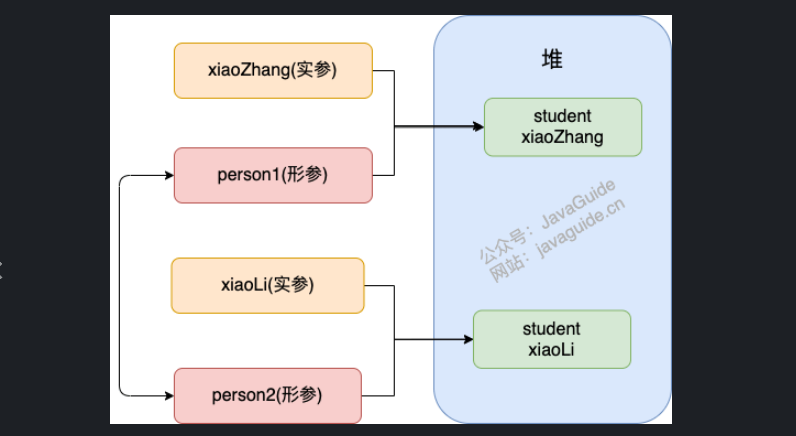 xiaoZhang(实参)
堆
student
xiaoZhang
person1(形参)
公众号：JavaGuide
网站：javaguide.cn
xiaoLi(实参)
student
xiaoLi
person2(形参)